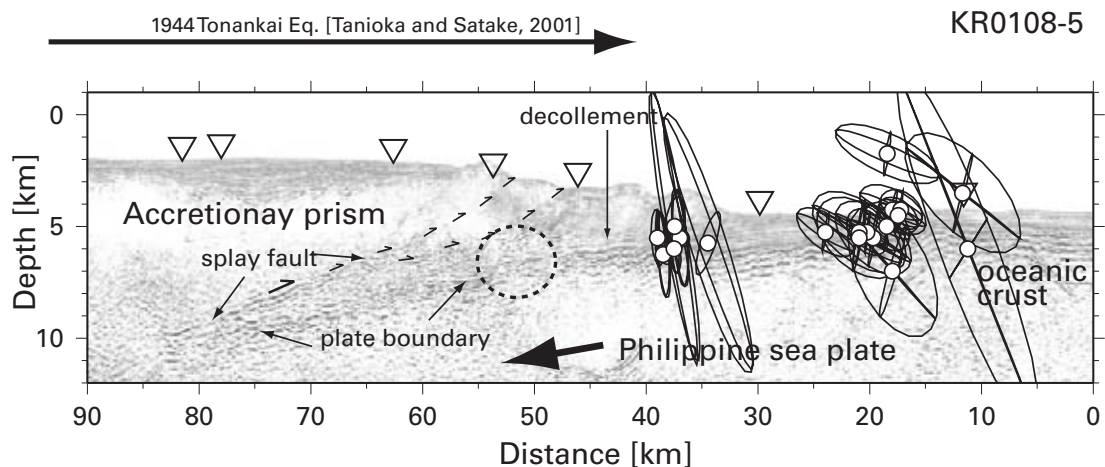 1944 Tonankai Eq. [Tanioka and Satake, 2001]
KR0108-5
0
5
10
Depth [km]
decollement
Accretionay prism
splay fault
plate boundary
Philippine sea plate
oceanic
crust
90 80 70 60 50 40 30 20 10 0
Distance [km]